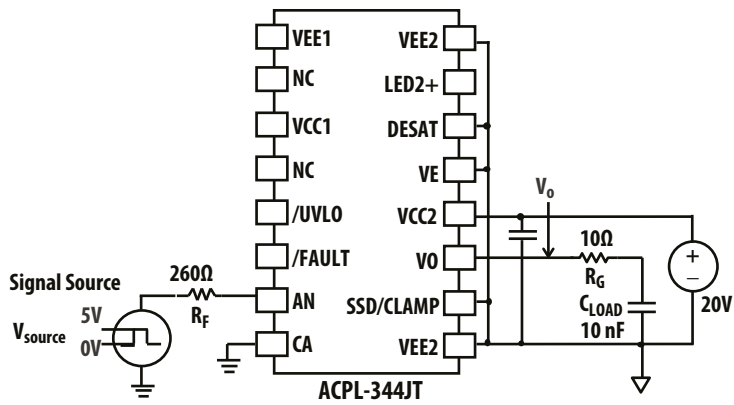 VEE1
NC
VCC1
NC
/UVLO
/FAULT
AN
CA
VEE2
LED2+
DESAT
VE
VCC2
VO
SSD/CLAMP
VEE2
ACPL-344JT
Signal Source
Vsource
5V
0V
260Ω
RF
Vo
10Ω
RG
CLOAD
10 nF
+
−
20V